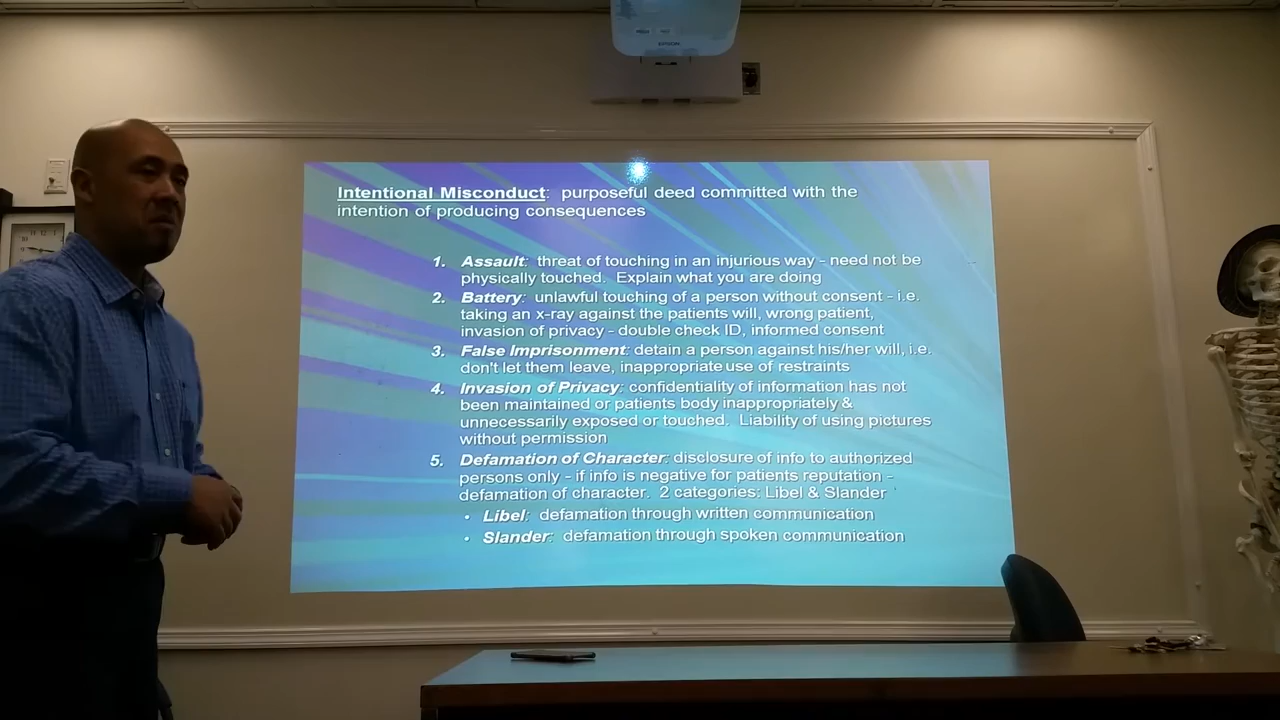 EPSON
Intentional Misconduct: purposeful deed committed with the
intention of producing consequences
1. Assault: threat of touching in an injurious way - need not be
physically touched. Explain what you are doing
2. Battery: unlawful touching of a person without consent - i.e.
taking an x-ray against the patients will, wrong patient,
invasion of privacy - double check ID, informed consent
3. False Imprisonment: detain a person against his/her will, i.e.
don't let them leave, inappropriate use of restraints
4. Invasion of Privacy: confidentiality of information has not
been maintained or patients body inappropriately &
unnecessarily exposed or touched. Liability of using pictures
without permission
5. Defamation of Character: disclosure of info to authorized
persons only - if info is negative for patients reputation -
defamation of character. 2 categories: Libel & Slander
• Libel: defamation through written communication
• Slander: defamation through spoken communication